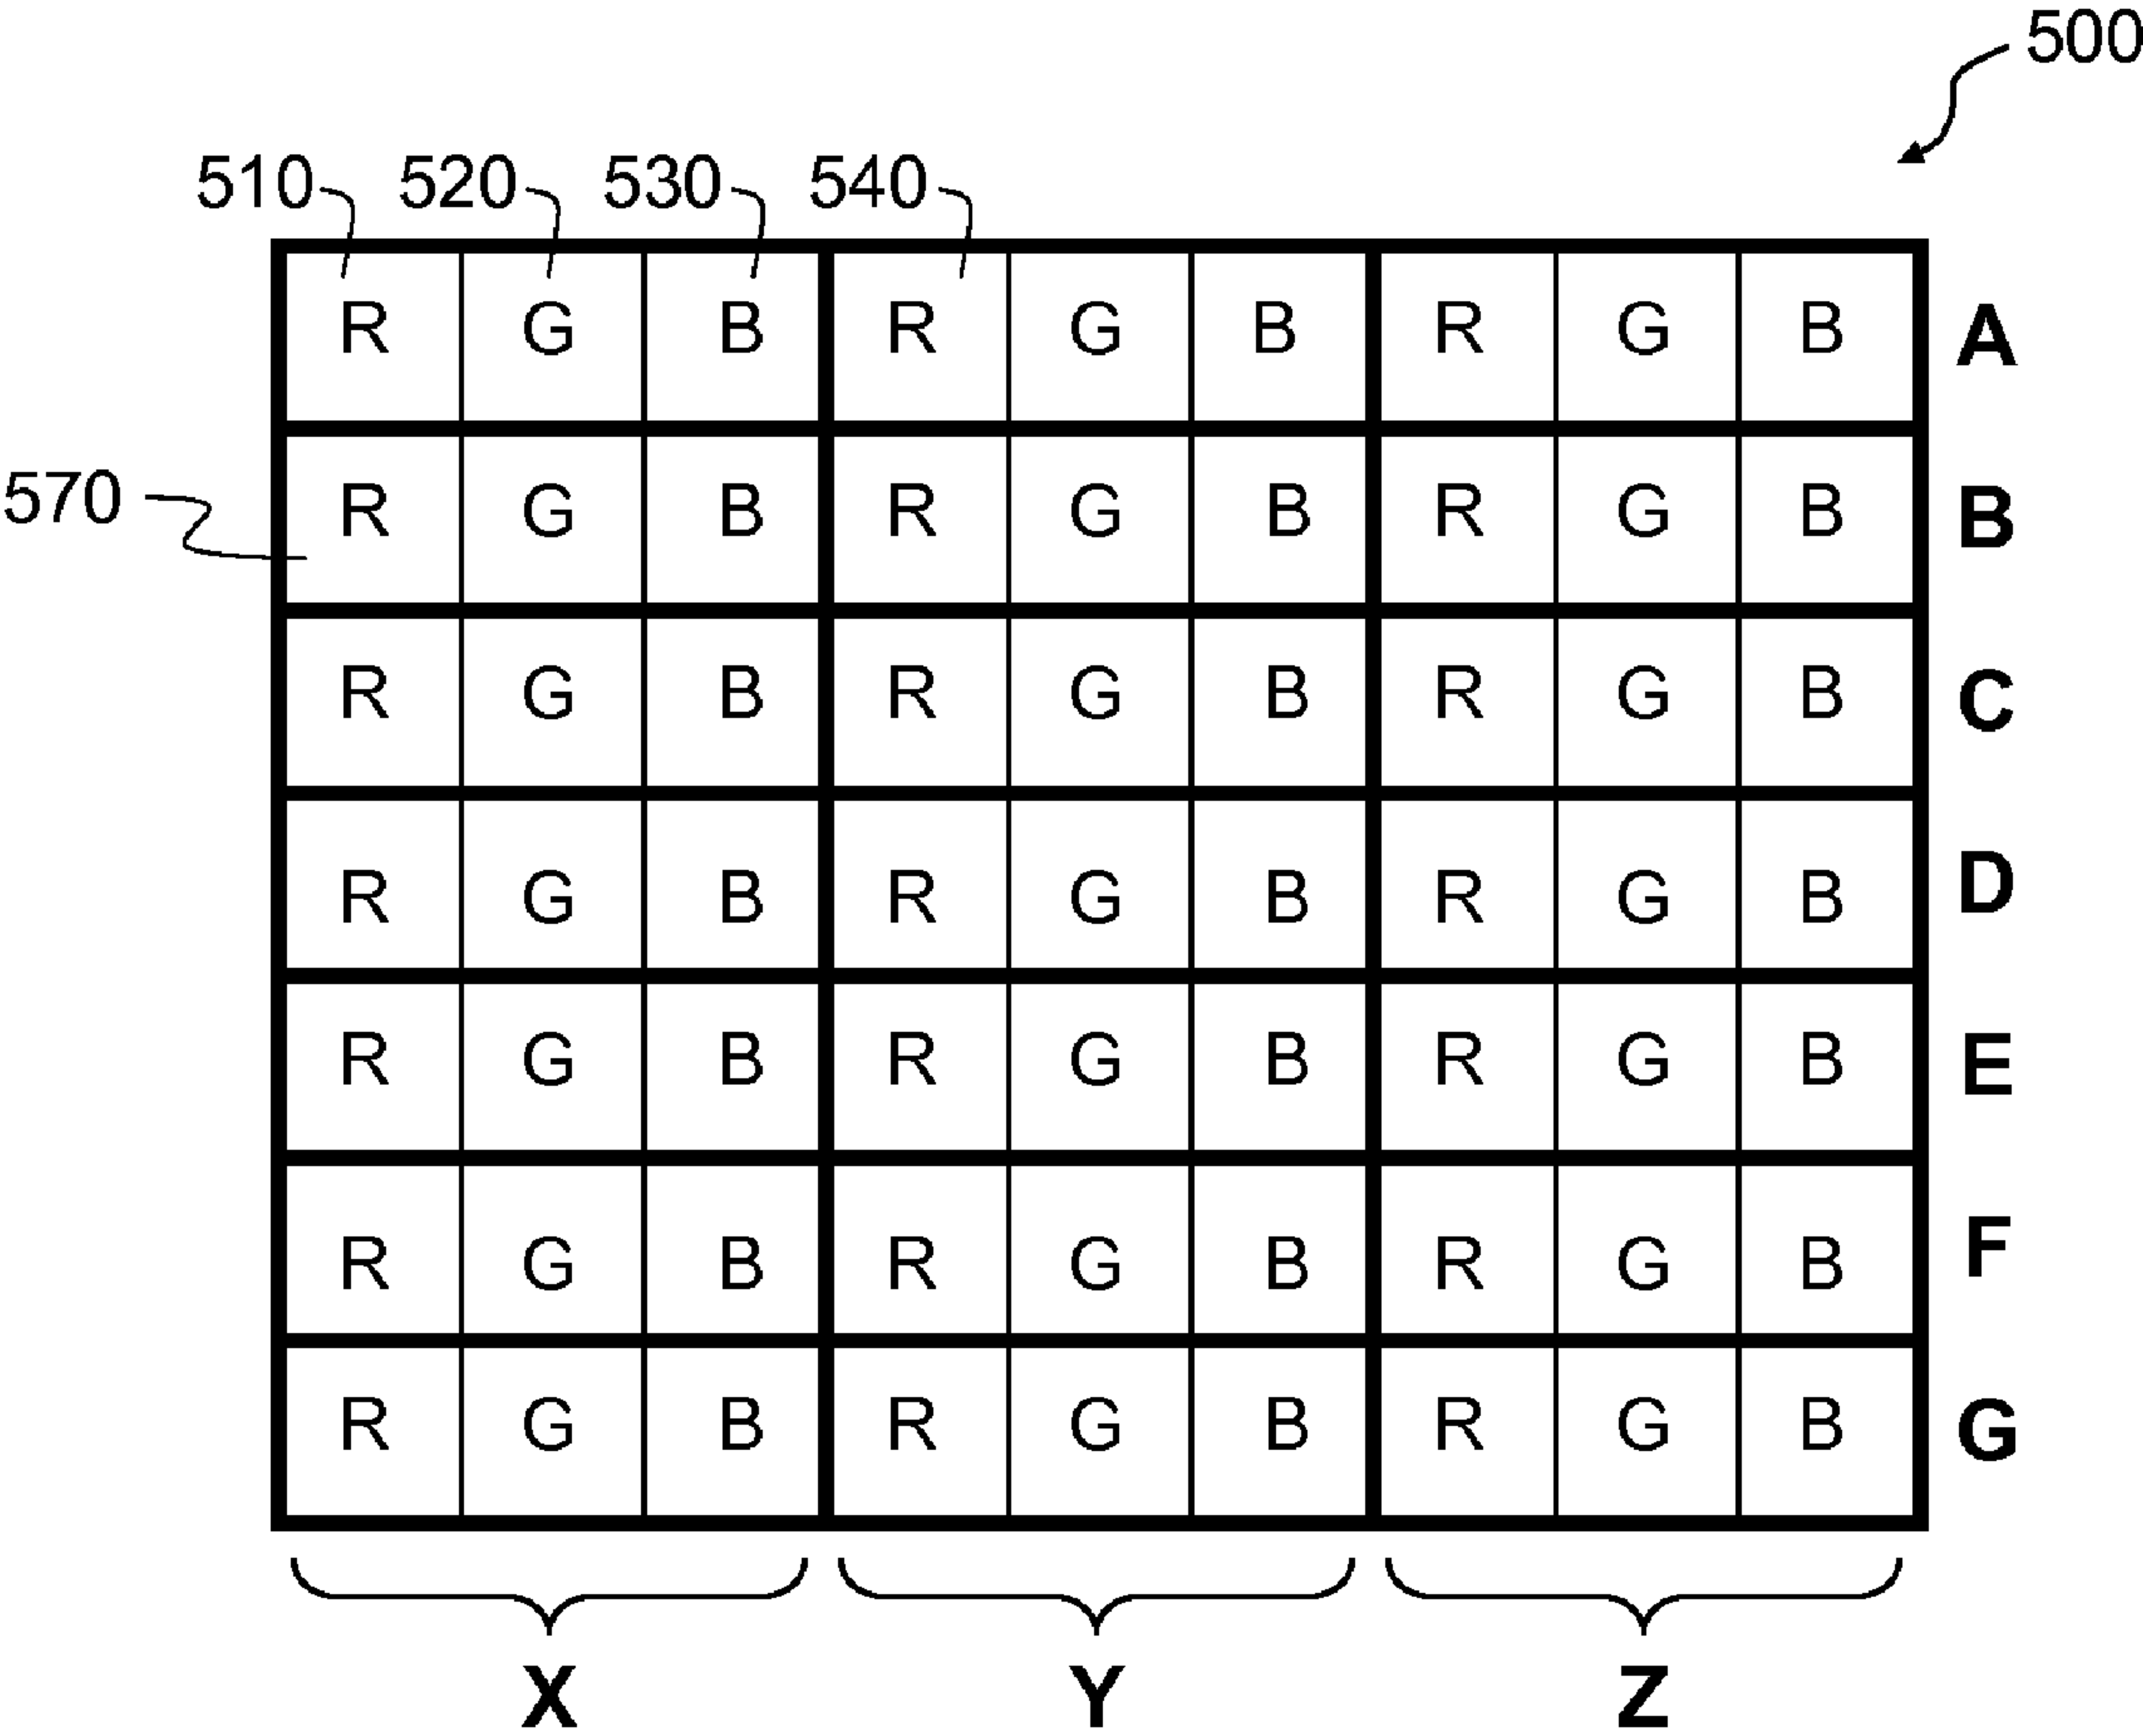 500
510 520 530 540
R G B R G B R G B A
570 R G B R G B R G B B
R G B R G B R G B C
R G B R G B R G B D
R G B R G B R G B E
R G B R G B R G B F
R G B R G B R G B G
X Y Z